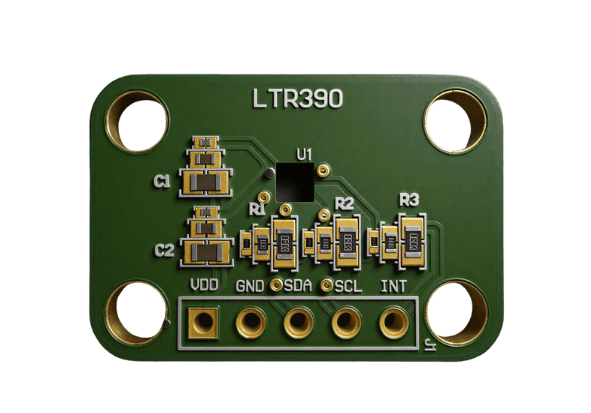 LTR390
U1
C1
R1
R2
R3
C2
VDD GND SDA SCL INT
J1